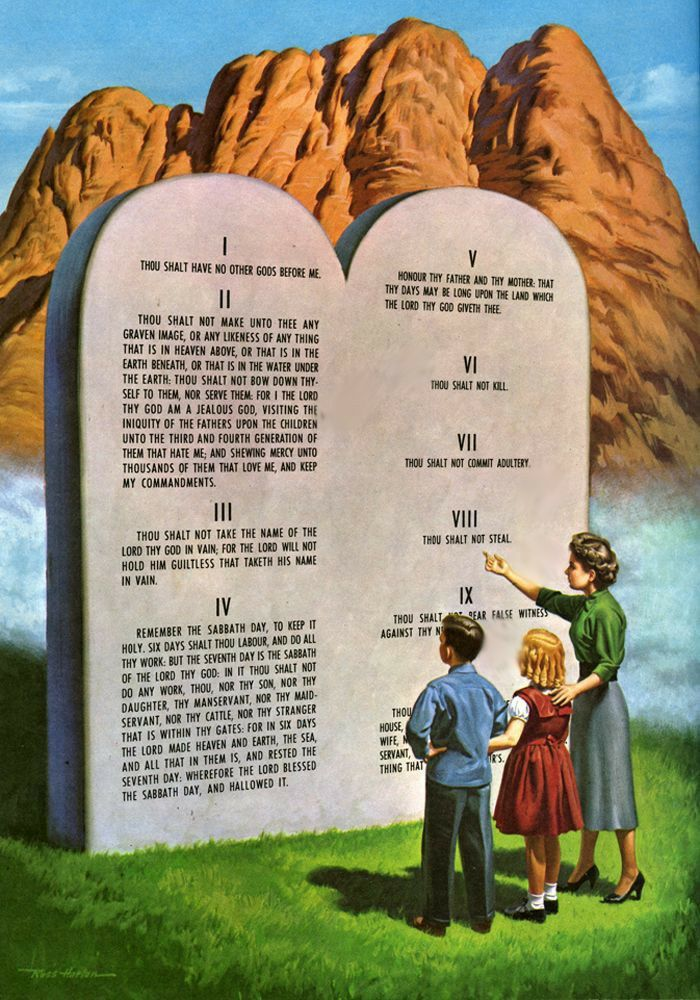 I
THOU SHALT HAVE NO OTHER GODS BEFORE ME.
II
THOU SHALT NOT MAKE UNTO THEE ANY
GRAVEN IMAGE, OR ANY LIKENESS OF ANY THING
THAT IS IN HEAVEN ABOVE, OR THAT IS IN THE
EARTH BENEATH, OR THAT IS IN THE WATER UNDER
THE EARTH: THOU SHALT NOT BOW DOWN THY-
SELF TO THEM, NOR SERVE THEM: FOR I THE LORD
THY GOD AM A JEALOUS GOD, VISITING THE
INIQUITY OF THE FATHERS UPON THE CHILDREN
UNTO THE THIRD AND FOURTH GENERATION OF
THEM THAT HATE ME; AND SHEWING MERCY UNTO
THOUSANDS OF THEM THAT LOVE ME, AND KEEP
MY COMMANDMENTS.
III
THOU SHALT NOT TAKE THE NAME OF THE
LORD THY GOD IN VAIN; FOR THE LORD WILL NOT
HOLD HIM GUILTLESS THAT TAKETH HIS NAME
IN VAIN.
IV
REMEMBER THE SABBATH DAY, TO KEEP IT
HOLY. SIX DAYS SHALT THOU LABOUR, AND DO ALL
THY WORK: BUT THE SEVENTH DAY IS THE SABBATH
OF THE LORD THY GOD: IN IT THOU SHALT NOT
DO ANY WORK, THOU, NOR THY SON, NOR THY
DAUGHTER, THY MANSERVANT, NOR THY MAID-
SERVANT, NOR THY CATTLE, NOR THY STRANGER
THAT IS WITHIN THY GATES: FOR IN SIX DAYS
THE LORD MADE HEAVEN AND EARTH, THE SEA,
AND ALL THAT IN THEM IS, AND RESTED THE
SEVENTH DAY: WHEREFORE THE LORD BLESSED
THE SABBATH DAY, AND HALLOWED IT.
V
HONOUR THY FATHER AND THY MOTHER: THAT
THY DAYS MAY BE LONG UPON THE LAND WHICH
THE LORD THY GOD GIVETH THEE.
VI
THOU SHALT NOT KILL.
VII
THOU SHALT NOT COMMIT ADULTERY.
VIII
THOU SHALT NOT STEAL.
IX
THOU SHALT NOT BEAR FALSE WITNESS
AGAINST THY
THOU
HOUSE,
WIFE,
SERVANT,
THING THAT
Russ Harlan